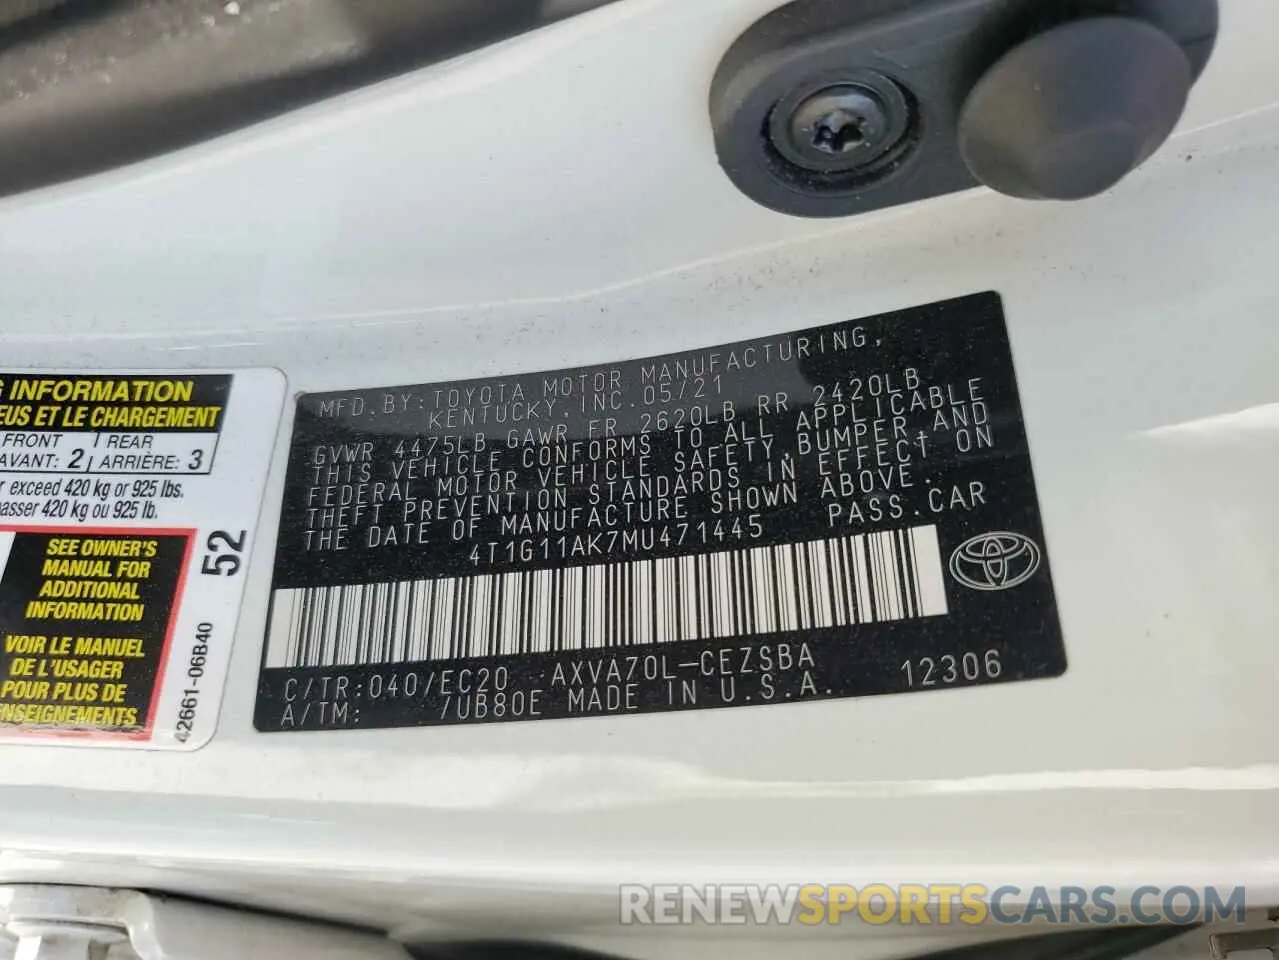 G INFORMATION
EUS ET LE CHARGEMENT
FRONT REAR
AVANT: 2 ARRIÈRE: 3
exceed 420 kg or 925 lbs.
asser 420 kg ou 925 lb.
SEE OWNER'S
MANUAL FOR
ADDITIONAL
INFORMATION
VOIR LE MANUEL
DE L'USAGER
POUR PLUS DE
NSEIGNEMENTS
52
42661-06B40
MFD.BY:TOYOTA MOTOR MANUFACTURING,
KENTUCKY,INC.05/21
GVWR 4475LB GAWR FR 2620LB RR 2420LB
THIS VEHICLE CONFORMS TO ALL APPLICABLE
FEDERAL MOTOR VEHICLE SAFETY,BUMPER,AND
THEFT PREVENTION STANDARDS IN EFFECT ON
THE DATE OF MANUFACTURE SHOWN ABOVE.
4T1G11AK7MU471445 PASS.CAR
C/TR:040/EC20 AXVA70L-CEZSBA
A/TM: /UB80E MADE IN U.S.A. 12306
RENEWSPORTSCARS.COM